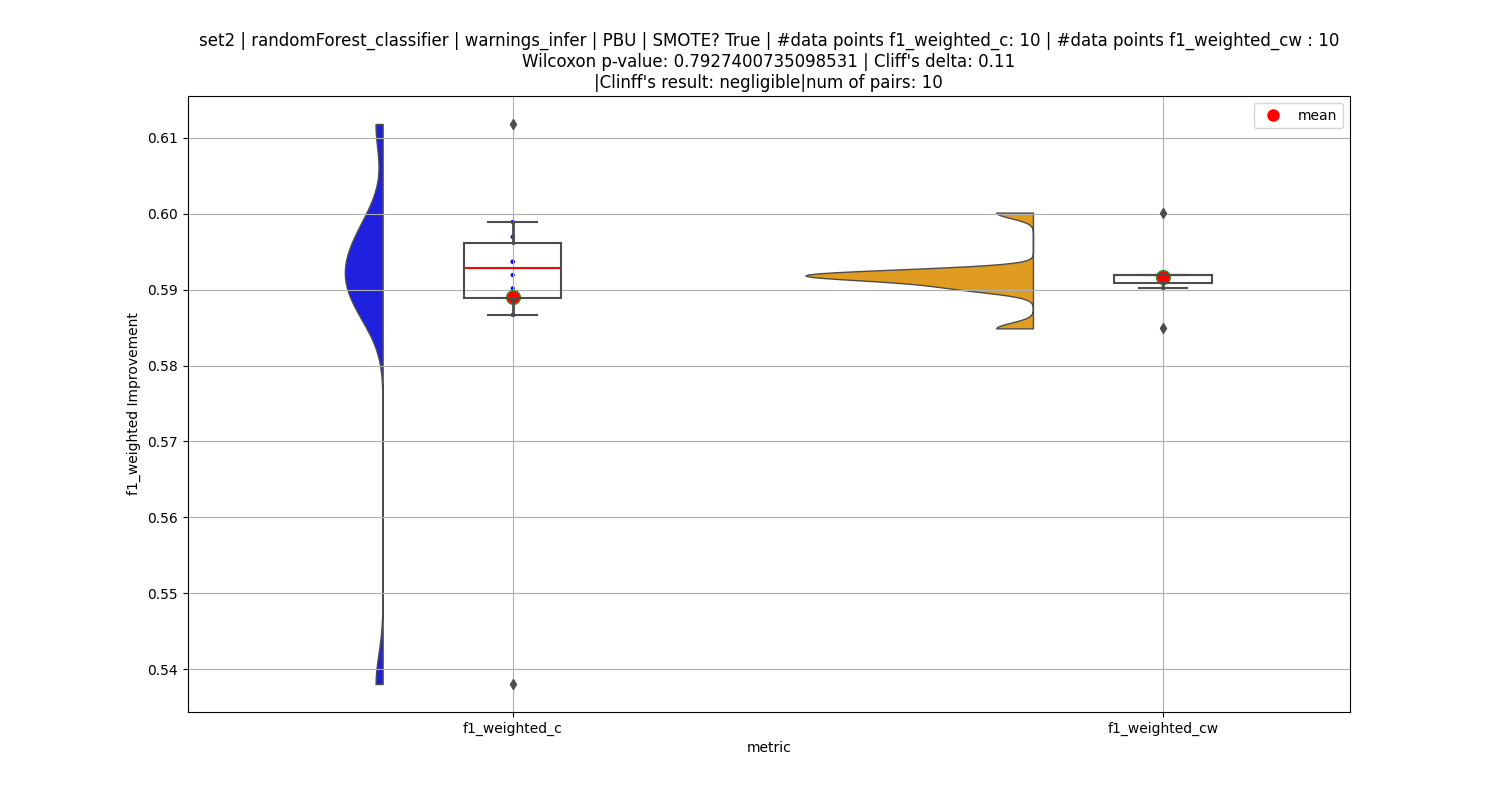 set2 | randomForest_classifier | warnings_infer | PBU | SMOTE? True | #data points f1_weighted_c: 10 | #data points f1_weighted_cw : 10
Wilcoxon p-value: 0.7927400735098531 | Cliff's delta: 0.11
|Clinff's result: negligible|num of pairs: 10
mean
0.61
0.60
0.59
0.58
0.57
0.56
0.55
0.54
f1_weighted Improvement
f1_weighted_c
f1_weighted_cw
metric